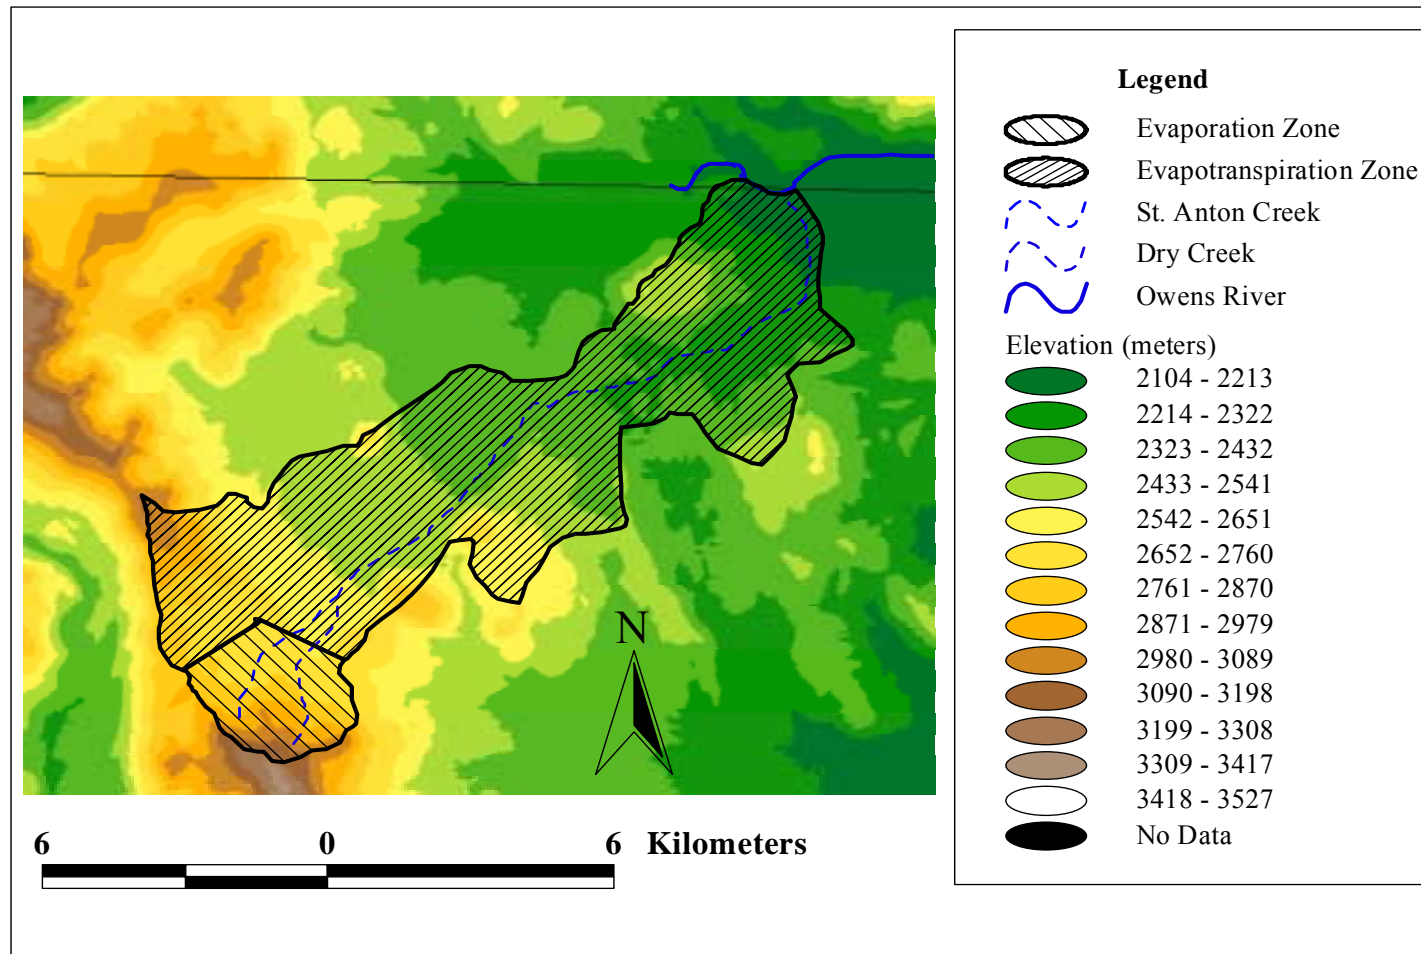 Legend
Evaporation Zone
Evapotranspiration Zone
St. Anton Creek
Dry Creek
Owens River
Elevation (meters)
2104 - 2213
2214 - 2322
2323 - 2432
2433 - 2541
2542 - 2651
2652 - 2760
2761 - 2870
2871 - 2979
2980 - 3089
3090 - 3198
3199 - 3308
3309 - 3417
3418 - 3527
No Data
N
6 0 6 Kilometers